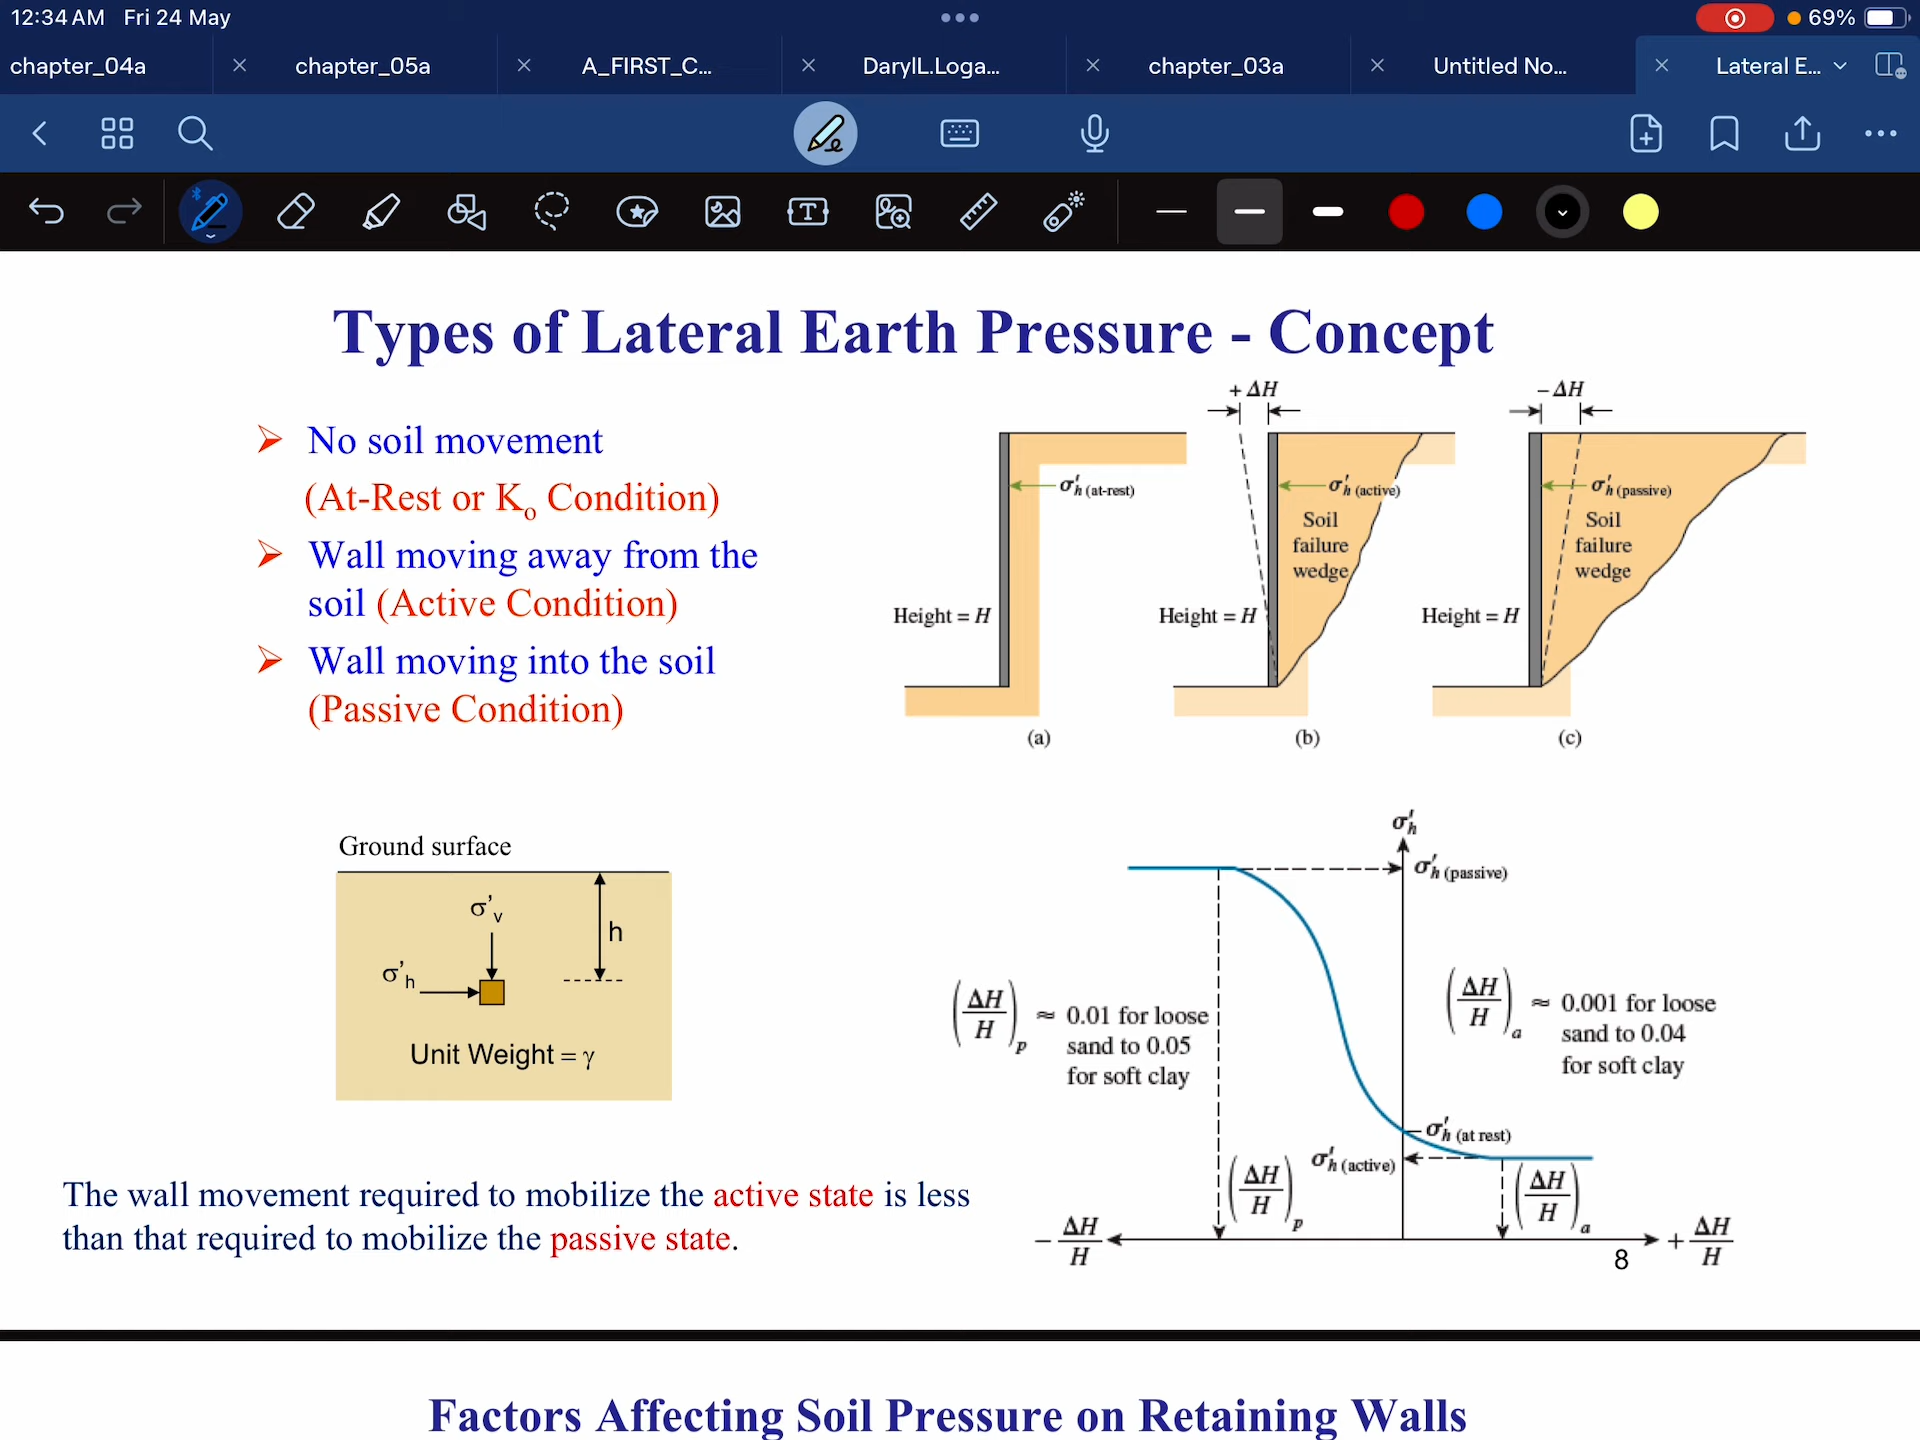 12:34 AM Fri 24 May
69%
chapter_04a
chapter_05a
A_FIRST_C...
DarylL.Loga...
chapter_03a
Untitled No...
Lateral E...
Types of Lateral Earth Pressure - Concept
➢ No soil movement
(At-Rest or Ko Condition)
➢ Wall moving away from the
soil (Active Condition)
➢ Wall moving into the soil
(Passive Condition)
σ′h (at-rest)
Height = H
(a)
+ ΔH
σ′h (active)
Soil
failure
wedge
Height = H
(b)
− ΔH
σ′h (passive)
Soil
failure
wedge
Height = H
(c)
Ground surface
σ'v
h
σ'h
Unit Weight = γ
The wall movement required to mobilize the active state is less
than that required to mobilize the passive state.
σ′h
σ′h (passive)
(ΔH/H)p ≈ 0.01 for loose
sand to 0.05
for soft clay
(ΔH/H)a ≈ 0.001 for loose
sand to 0.04
for soft clay
σ′h (at rest)
σ′h (active)
(ΔH/H)p
(ΔH/H)a
− ΔH/H
+ ΔH/H
8
Factors Affecting Soil Pressure on Retaining Walls